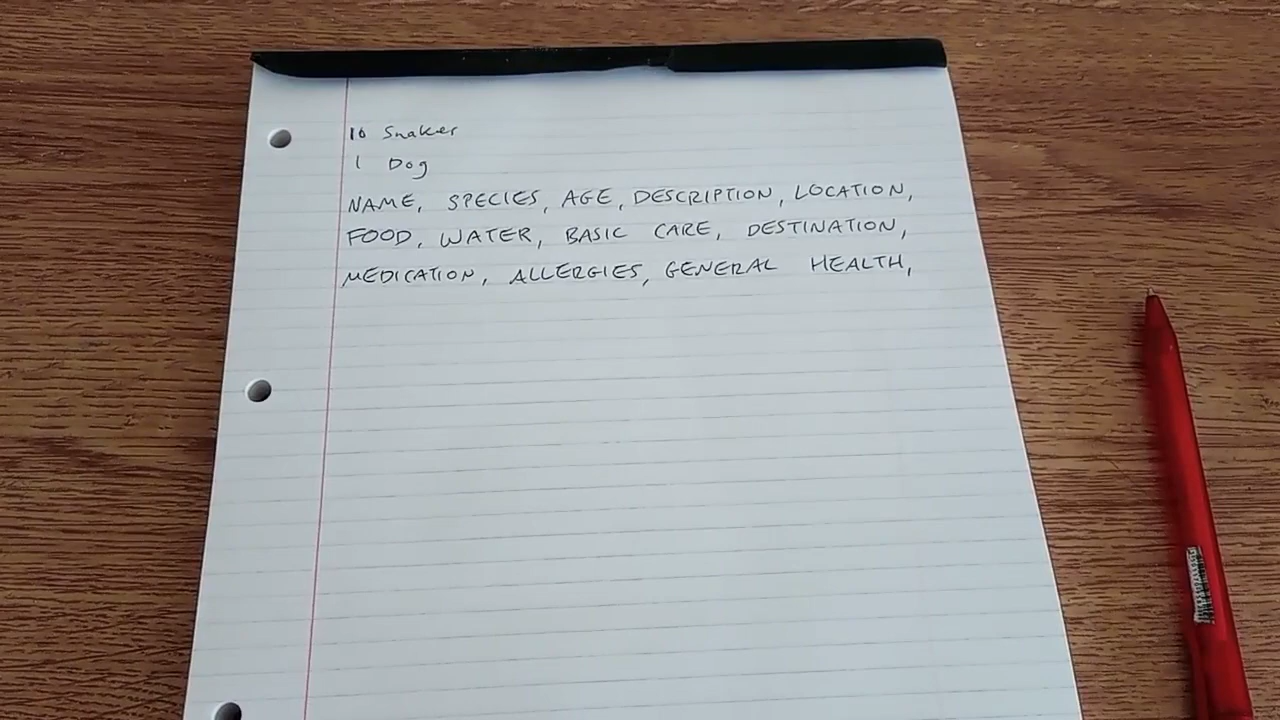 10 Snakes
1 Dog
NAME, SPECIES, AGE, DESCRIPTION, LOCATION,
FOOD, WATER, BASIC CARE, DESTINATION,
MEDICATION, ALLERGIES, GENERAL HEALTH,